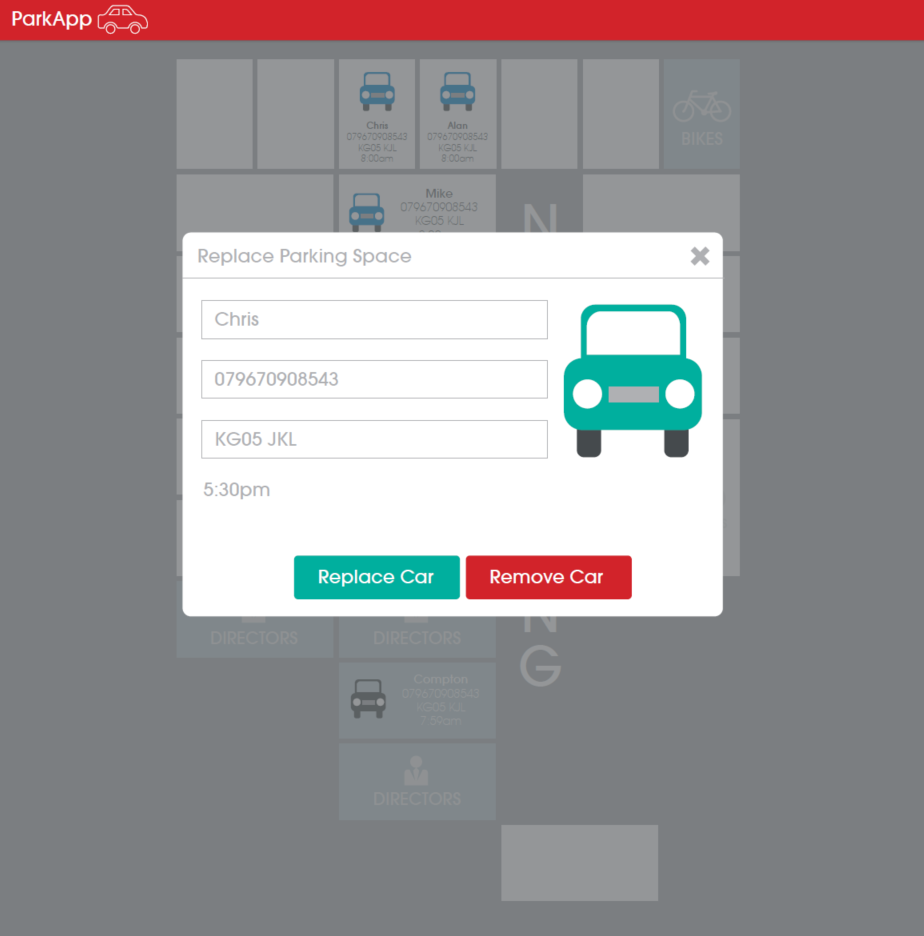 ParkApp
Chris
079670908543
KG05 KJL
8:00am
Alan
079670908543
KG05 KJL
8:00am
BIKES
Mike
079670908543
KG05 KJL
N
Replace Parking Space
Chris
079670908543
KG05 JKL
5:30pm
Replace Car
Remove Car
DIRECTORS
DIRECTORS
N
G
Compton
079670908543
KG05 KJL
7:59am
DIRECTORS